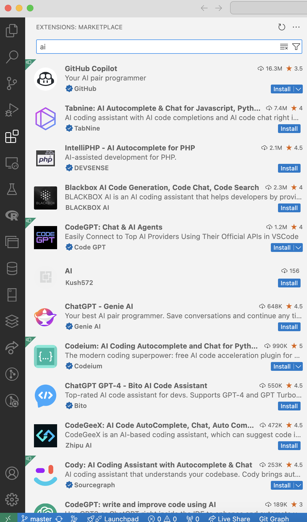 EXTENSIONS: MARKETPLACE
ai
GitHub Copilot 16.3M 3.5
Your AI pair programmer
GitHub Install
Tabnine: AI Autocomplete & Chat for Javascript, Pyth... 7.4M 4
AI coding assistant with AI code completions and AI chat right i...
TabNine Install
php
IntelliPHP - AI Autocomplete for PHP 2.1M 4.5
AI-assisted development for PHP.
DEVSENSE Install
BLACKBOX
Blackbox AI Code Generation, Code Chat, Code Search 2.3M 4
BLACKBOX AI is an AI coding assistant that helps developers by provi...
BLACKBOX AI Install
CODE
GPT
CodeGPT: Chat & AI Agents 1.2M 4
Easily Connect to Top AI Providers Using Their Official APIs in VSCode
Code GPT Install
AI 156
Kush572 Install
ChatGPT - Genie AI 648K 4.5
Your best AI pair programmer. Save conversations and continue any ti...
Genie AI Install
Codeium: AI Coding Autocomplete and Chat for Pyth... 990K 5
The modern coding superpower: free AI code acceleration plugin for ...
Codeium Install
ChatGPT GPT-4 - Bito AI Code Assistant 550K 4.5
Top-rated AI assistant for devs. Supports GPT-4 and GPT Turbo...
Bito Install
CodeGeeX: AI Code AutoComplete, Chat, Auto Com... 472K 4.5
CodeGeeX is an AI-based coding assistant, which can suggest code i...
Zhipu AI Install
Cody: AI Coding Assistant with Autocomplete & Chat 253K 4.5
AI coding assistant that understands your codebase. Cody brings aut...
Sourcegraph Install
CodeGPT: write and improve code using AI 189K 4
master Launchpad 0 0 0 Live Share Git Graph